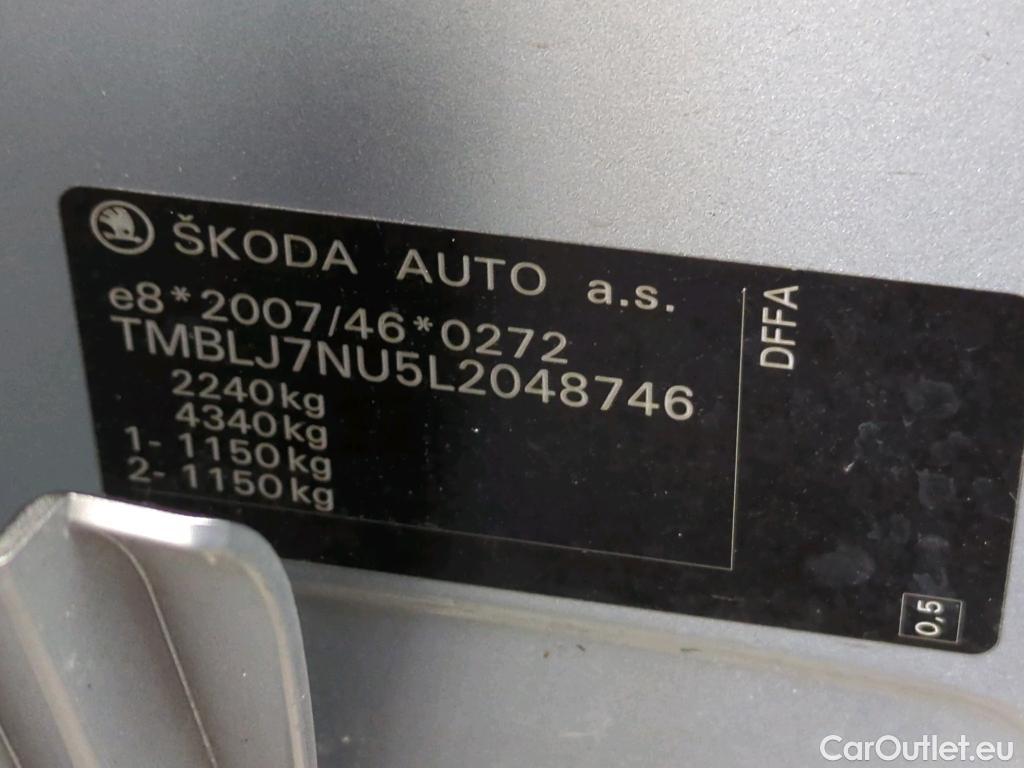 ŠKODA AUTO a.s.
e8*2007/46*0272
TMBLJ7NU5L2048746
2240kg
4340kg
1- 1150kg
2- 1150kg
DFFA
0,5
CarOutlet.eu